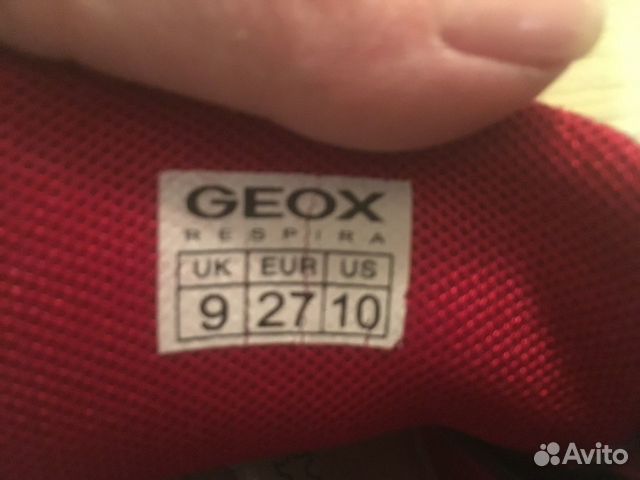 GEOX
RESPIRA
UK EUR US
9 27 10
Avito